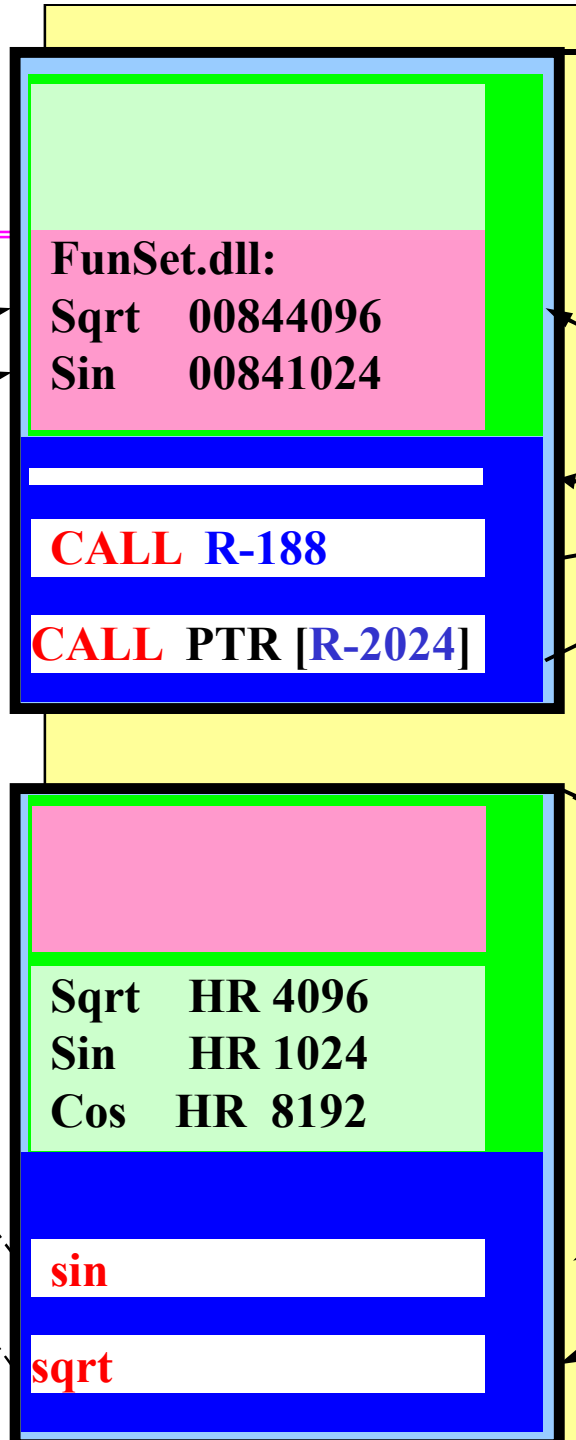 FunSet.dll:
Sqrt 00844096
Sin 00841024
CALL R-188
CALL PTR [R-2024]
Sqrt HR 4096
Sin HR 1024
Cos HR 8192
sin
sqrt